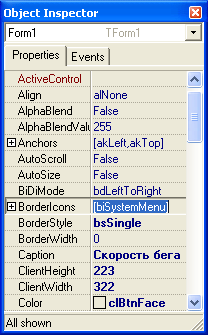 Object Inspector
Form1 TForm1
Properties Events
ActiveControl
Align alNone
AlphaBlend False
AlphaBlendValu 255
Anchors [akLeft,akTop]
AutoScroll False
AutoSize False
BiDiMode bdLeftToRight
BorderIcons [biSystemMenu]
BorderStyle bsSingle
BorderWidth 0
Caption Скорость бега
ClientHeight 223
ClientWidth 322
Color clBtnFace
All shown